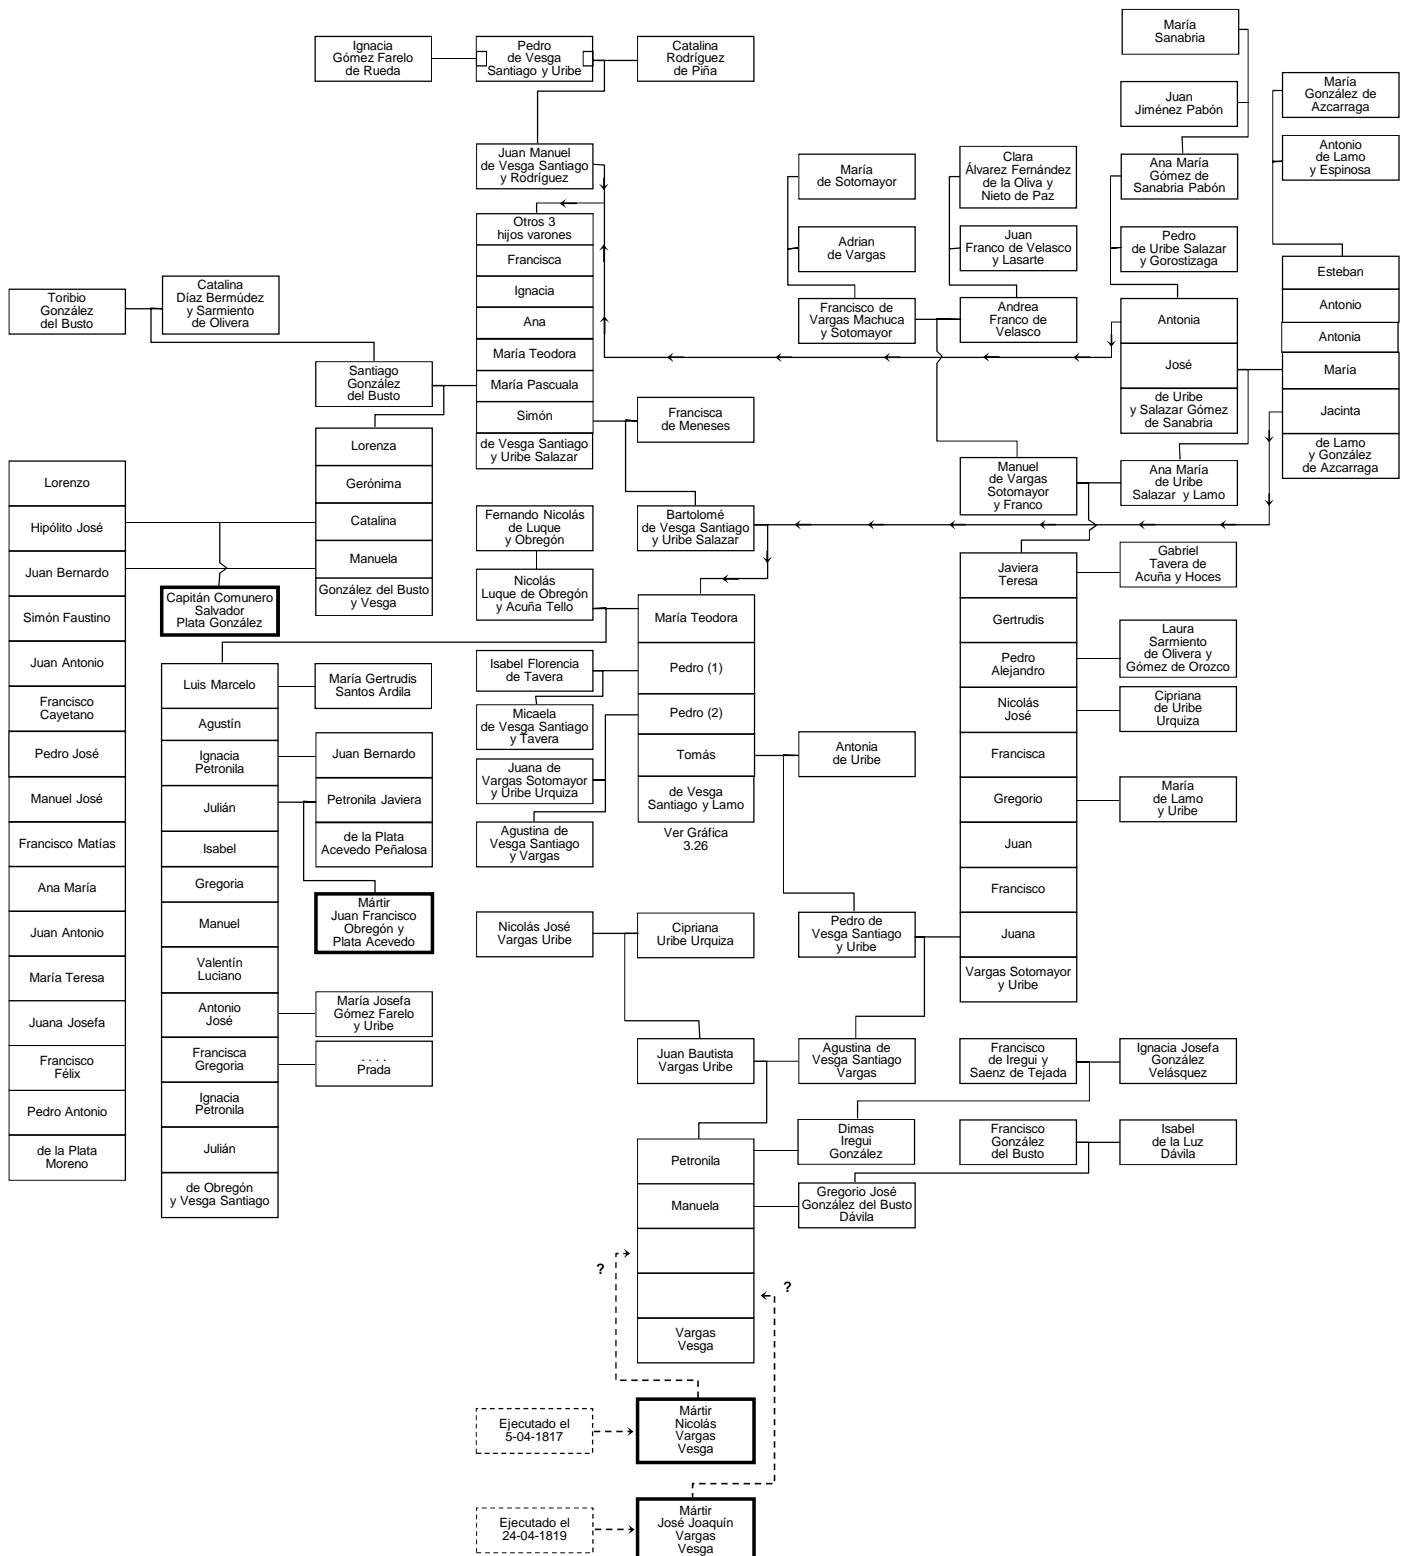 María
Sanabria
Ignacia
Gómez Farelo
de Rueda
Pedro
de Vesga
Santiago y Uribe
Catalina
Rodríguez
de Piña
Juan
Jiménez Pabón
María
González de
Azcarraga
Juan Manuel
de Vesga Santiago
y Rodríguez
María
de Sotomayor
Clara
Álvarez Fernández
de la Oliva y
Nieto de Paz
Ana María
Gómez de
Sanabria Pabón
Antonio
de Lamo
y Espinosa
Adrian
de Vargas
Juan
Franco de Velasco
y Lasarte
Pedro
de Uribe Salazar
y Gorostizaga
Otros 3
hijos varones
Francisca
Ignacia
Ana
María Teodora
María Pascuala
Simón
de Vesga Santiago
y Uribe Salazar
Toribio
González
del Busto
Catalina
Díaz Bermúdez
y Sarmiento
de Olivera
Francisco de
Vargas Machuca
y Sotomayor
Andrea
Franco de
Velasco
Antonia
José
de Uribe
y Salazar Gómez
de Sanabria
Esteban
Antonio
Antonia
María
Jacinta
de Lamo
y González
de Azcarraga
Santiago
González
del Busto
Francisca
de Meneses
Lorenza
Gerónima
Catalina
Manuela
González del Busto
y Vesga
Manuel
de Vargas
Sotomayor
y Franco
Ana María
de Uribe
Salazar  y Lamo
Lorenzo
Hipólito José
Juan Bernardo
Simón Faustino
Juan Antonio
Francisco
Cayetano
Pedro José
Manuel José
Francisco Matías
Ana María
Juan Antonio
María Teresa
Juana Josefa
Francisco
Félix
Pedro Antonio
de la Plata
Moreno
Fernando Nicolás
de Luque
y Obregón
Bartolomé
de Vesga Santiago
y Uribe Salazar
Capitán Comunero
Salvador
Plata González
Nicolás
Luque de Obregón
y Acuña Tello
María Teodora
Pedro (1)
Pedro (2)
Tomás
de Vesga
Santiago y Lamo
Ver Gráfica
3.26
Javiera
Teresa
Gertrudis
Pedro
Alejandro
Nicolás
José
Francisca
Gregorio
Juan
Francisco
Juana
Vargas Sotomayor
y Uribe
Gabriel
Tavera de
Acuña y Hoces
Laura
Sarmiento
de Olivera y
Gómez de Orozco
Cipriana
de Uribe
Urquiza
María
de Lamo
y Uribe
Luis Marcelo
Agustín
Ignacia
Petronila
Julián
Isabel
Gregoria
Manuel
Valentín
Luciano
Antonio
José
Francisca
Gregoria
Ignacia
Petronila
Julián
de Obregón
y Vesga Santiago
María Gertrudis
Santos Ardila
Isabel Florencia
de Tavera
Micaela
de Vesga Santiago
y Tavera
Juana de
Vargas Sotomayor
y Uribe Urquiza
Agustina de
Vesga Santiago
y Vargas
Antonia
de Uribe
Juan Bernardo
Petronila Javiera
de la Plata
Acevedo Peñalosa
Mártir
Juan Francisco
Obregón y
Plata Acevedo
Nicolás José
Vargas Uribe
Cipriana
Uribe Urquiza
Pedro de
Vesga Santiago
y Uribe
María Josefa
Gómez Farelo
y Uribe
. . . .
Prada
Juan Bautista
Vargas Uribe
Agustina de
Vesga Santiago
Vargas
Francisco
de Iregui y
Saenz de Tejada
Ignacia Josefa
González
Velásquez
Petronila
Manuela
Vargas
Vesga
Dimas
Iregui
González
Francisco
González
del Busto
Isabel
de la Luz
Dávila
Gregorio José
González del Busto
Dávila
?
?
Ejecutado el
5-04-1817
Mártir
Nicolás
Vargas
Vesga
Ejecutado el
24-04-1819
Mártir
José Joaquín
Vargas
Vesga